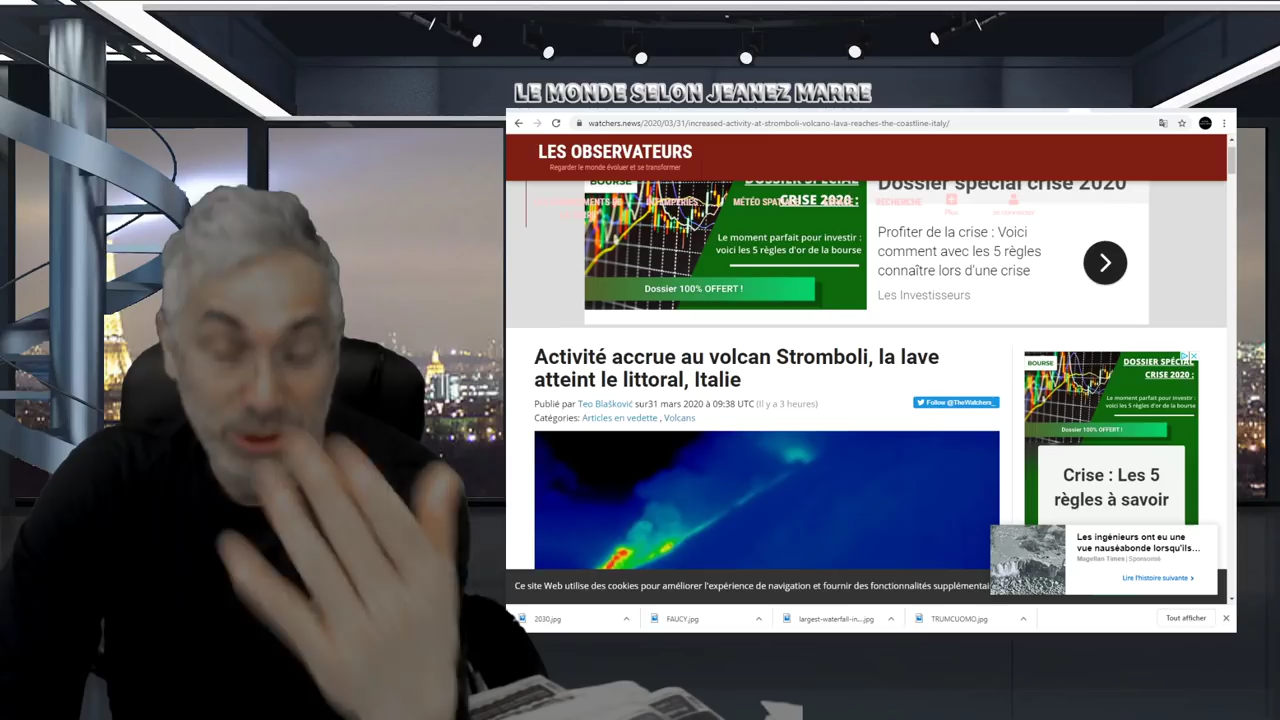 LE MONDE SELON JEANEZ MARRE
watchers.news/2020/03/31/increased-activity-at-stromboli-volcano-lava-reaches-the-coastline-italy/
LES OBSERVATEURS
Regarder le monde évoluer et se transformer
BOURSE
DOSSIER SPÉCIAL
CRISE 2020 :
MÉTÉO
RECHERCHE
Plus
se connecter
Le moment parfait pour investir :
voici les 5 règles d'or de la bourse
Dossier 100% OFFERT !
Dossier spécial crise 2020
Profiter de la crise : Voici
comment avec les 5 règles
connaître lors d'une crise
Les Investisseurs
Activité accrue au volcan Stromboli, la lave
atteint le littoral, Italie
Publié par Teo Blašković sur31 mars 2020 à 09:38 UTC (Il y a 3 heures)
Follow @TheWatchers_
Catégories: Articles en vedette , Volcans
BOURSE
DOSSIER SPÉCIAL
CRISE 2020 :
Le moment parfait pour investir :
voici les 5 règles d'or de la bourse
Dossier 100% OFFERT !
Crise : Les 5
règles à savoir
Les ingénieurs ont eu une
vue nauséabonde lorsqu'ils...
Magellan Times | Sponsorisé
Lire l'histoire suivante >
Ce site Web utilise des cookies pour améliorer l'expérience de navigation et fournir des fonctionnalités supplémentai
2030.jpg
FAUCY.jpg
largest-waterfall-in....jpg
TRUMCUOMO.jpg
Tout afficher